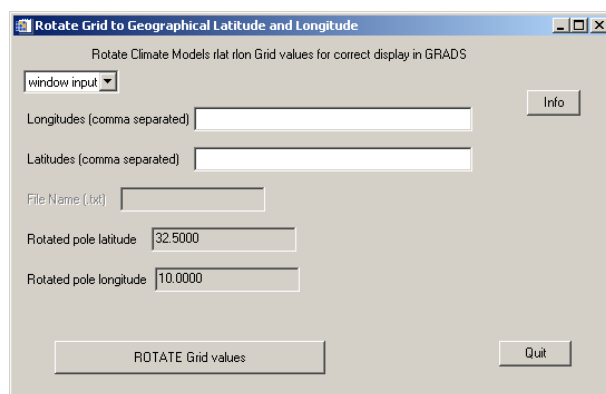 Rotate Grid to Geographical Latitude and Longitude
Rotate Climate Models rlat rlon Grid values for correct display in GRADS
window input
Info
Longitudes (comma separated)
Latitudes (comma separated)
File Name (.txt)
Rotated pole latitude 32.5000
Rotated pole longitude 10.0000
ROTATE Grid values Quit